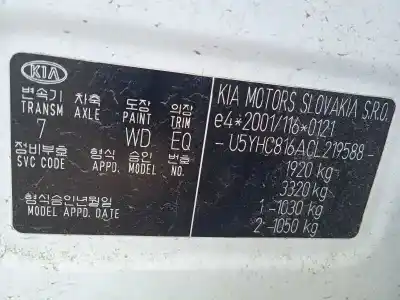 KIA
변속기 차축 도장 의장
TRANSM AXLE PAINT TRIM
7 WD EQ
정비부호 형식 승인 번호
SVC CODE APPD. MODEL NO.
형식승인년월일
MODEL APPD. DATE
KIA MOTORS SLOVAKIA S.R.O.
e4*2001/116*0121
-U5YHC816ACL219588-
1920 kg
3320 kg
1-1030 kg
2-1050 kg